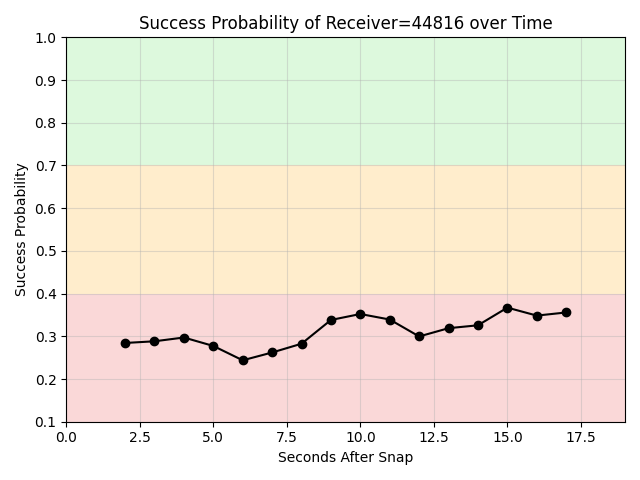 Success Probability of Receiver=44816 over Time
1.0
0.9
0.8
0.7
0.6
0.5
0.4
0.3
0.2
0.1
Success Probability
0.0 2.5 5.0 7.5 10.0 12.5 15.0 17.5
Seconds After Snap